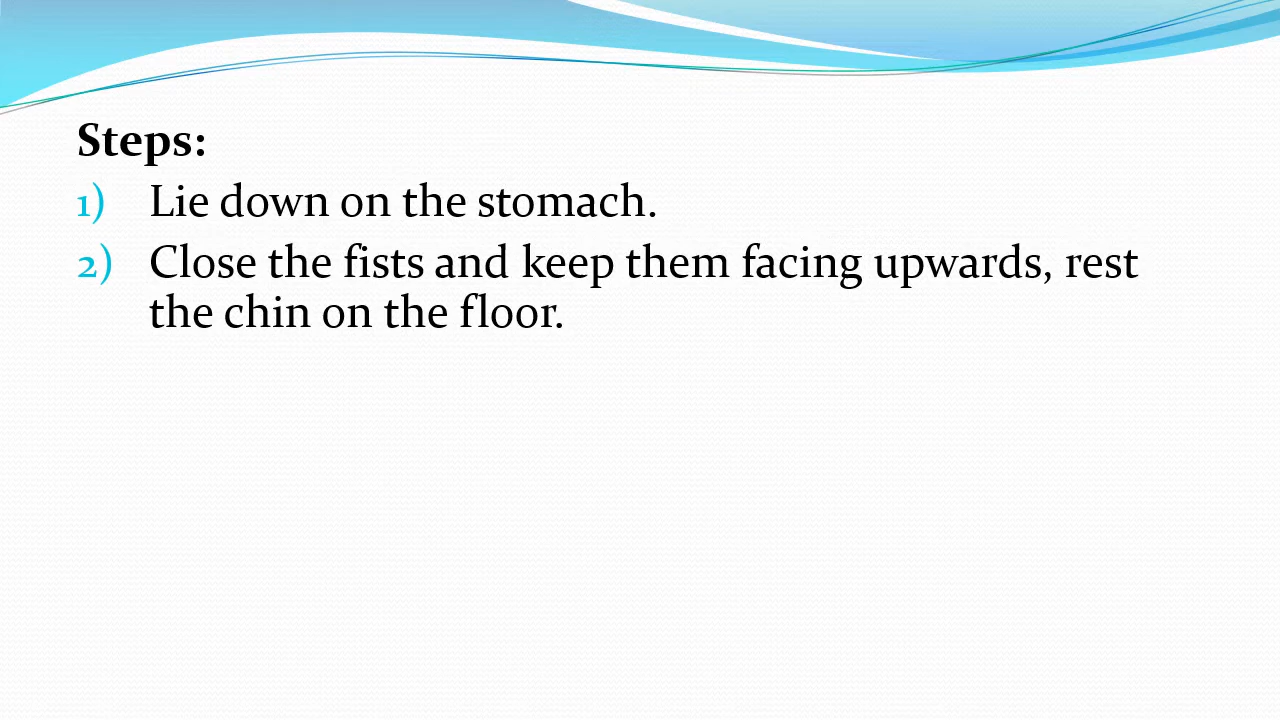 Steps:
1) Lie down on the stomach.
2) Close the fists and keep them facing upwards, rest
the chin on the floor.